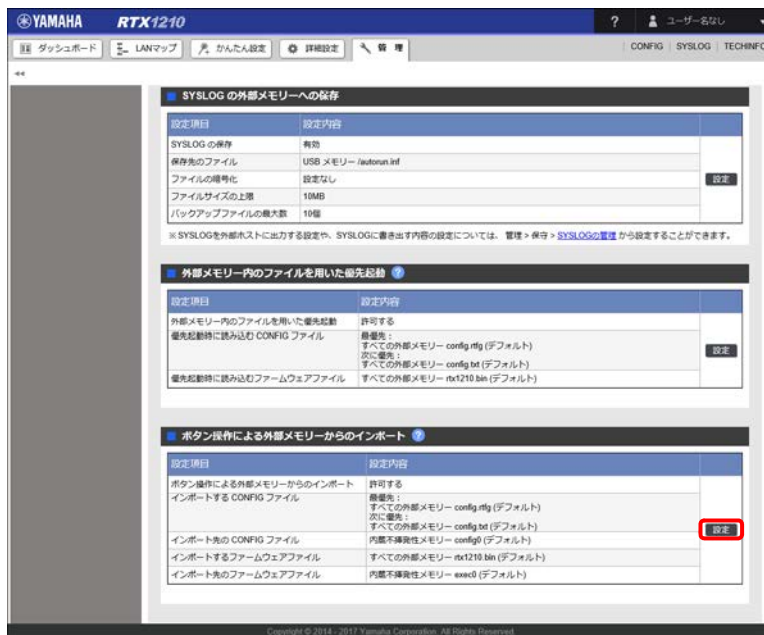 YAMAHA RTX1210 ? ユーザー名なし
ダッシュボード LANマップ かんたん設定 詳細設定 管理 CONFIG SYSLOG TECHINFO
<<
SYSLOG の外部メモリーへの保存
設定項目 設定内容
SYSLOG の保存 有効
保存先のファイル USB メモリー /autorun.inf
ファイルの暗号化 設定なし
ファイルサイズの上限 10MB
バックアップファイルの最大数 10個
設定
※ SYSLOGを外部ホストに出力する設定や、SYSLOGに書き出す内容の設定については、 管理 > 保守 > SYSLOGの管理 から設定することができます。
外部メモリー内のファイルを用いた優先起動 ?
設定項目 設定内容
外部メモリー内のファイルを用いた優先起動 許可する
優先起動時に読み込む CONFIG ファイル 最優先：
すべての外部メモリー config.rtfg (デフォルト)
次に優先：
すべての外部メモリー config.txt (デフォルト)
設定
優先起動時に読み込むファームウェアファイル すべての外部メモリー rtx1210.bin (デフォルト)
ボタン操作による外部メモリーからのインポート ?
設定項目 設定内容
ボタン操作による外部メモリーからのインポート 許可する
インポートする CONFIG ファイル 最優先：
すべての外部メモリー config.rtfg (デフォルト)
次に優先：
すべての外部メモリー config.txt (デフォルト)
設定
インポート先の CONFIG ファイル 内蔵不揮発性メモリー config0 (デフォルト)
インポートするファームウェアファイル すべての外部メモリー rtx1210.bin (デフォルト)
インポート先のファームウェアファイル 内蔵不揮発性メモリー exec0 (デフォルト)
Copyright © 2014 - 2017 Yamaha Corporation. All Rights Reserved.